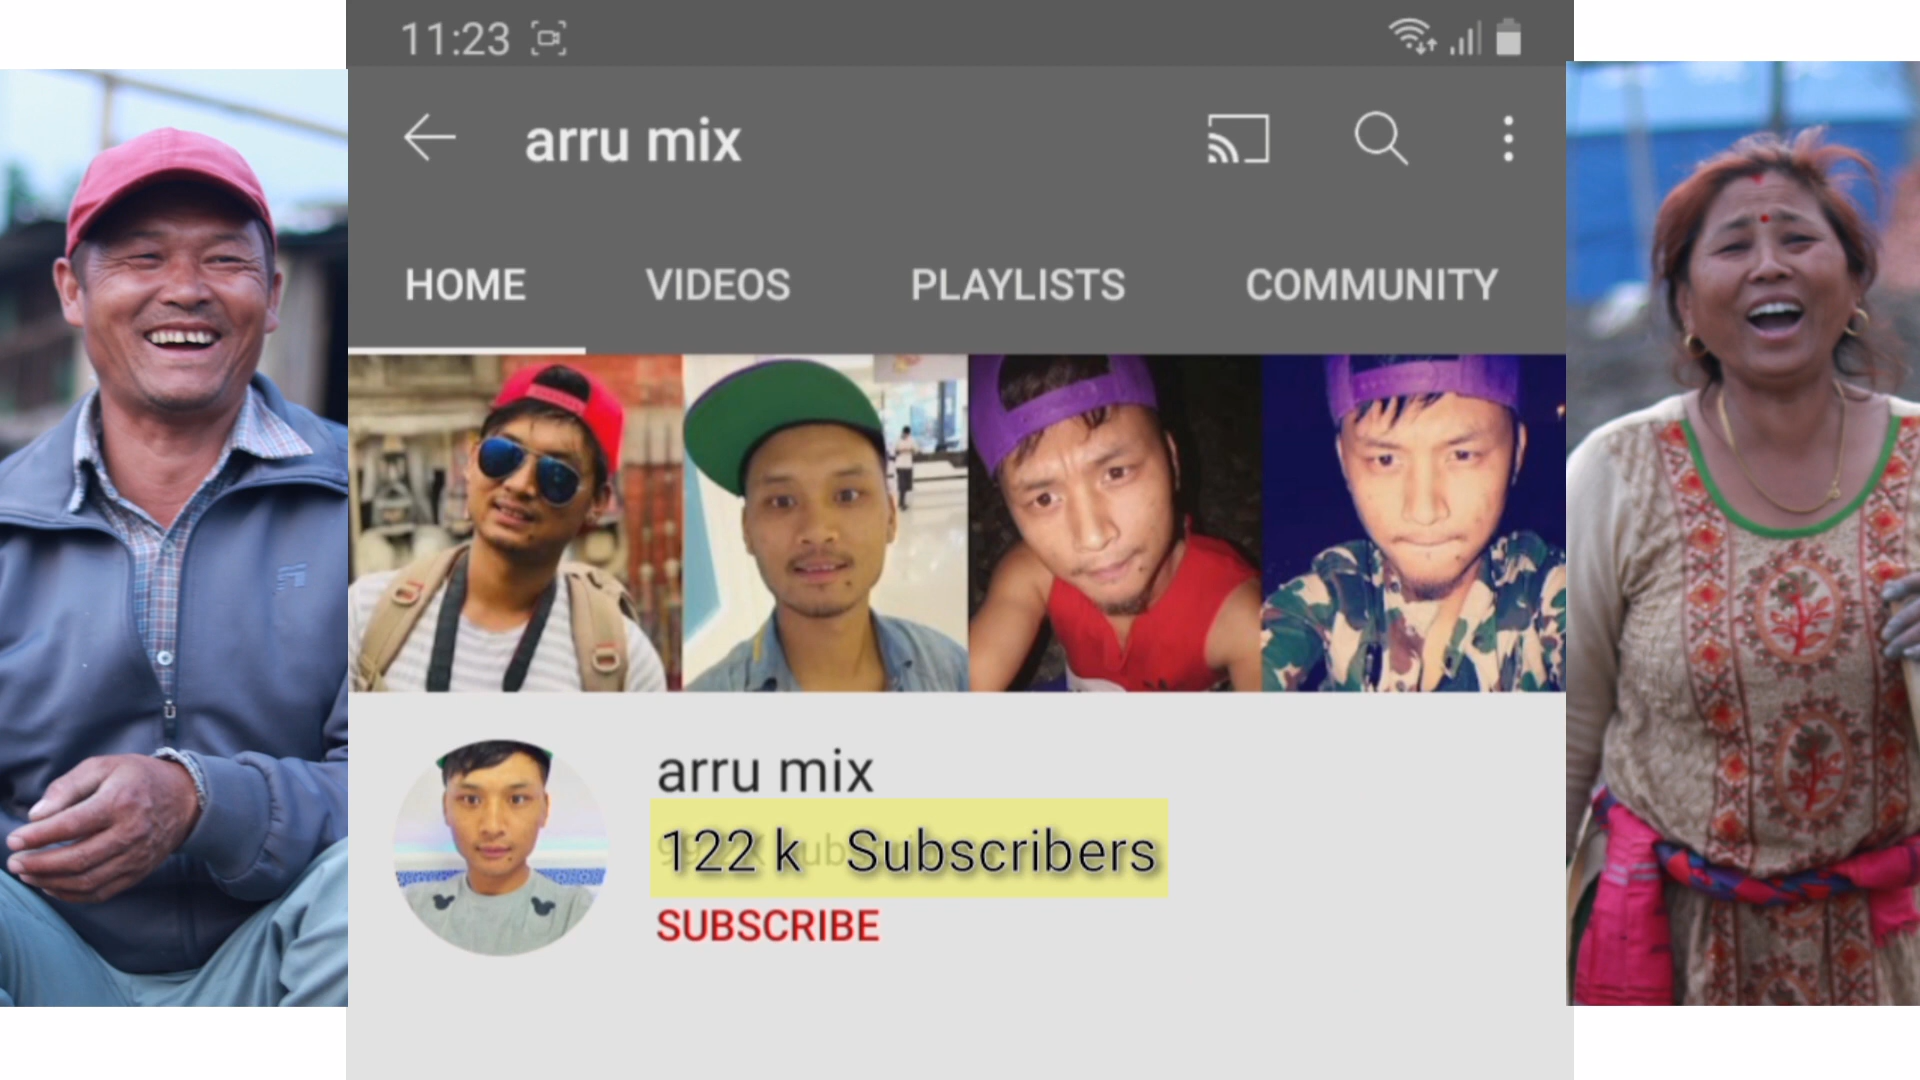 11:23
arru mix
HOME VIDEOS PLAYLISTS COMMUNITY
arru mix
122 k Subscribers
SUBSCRIBE